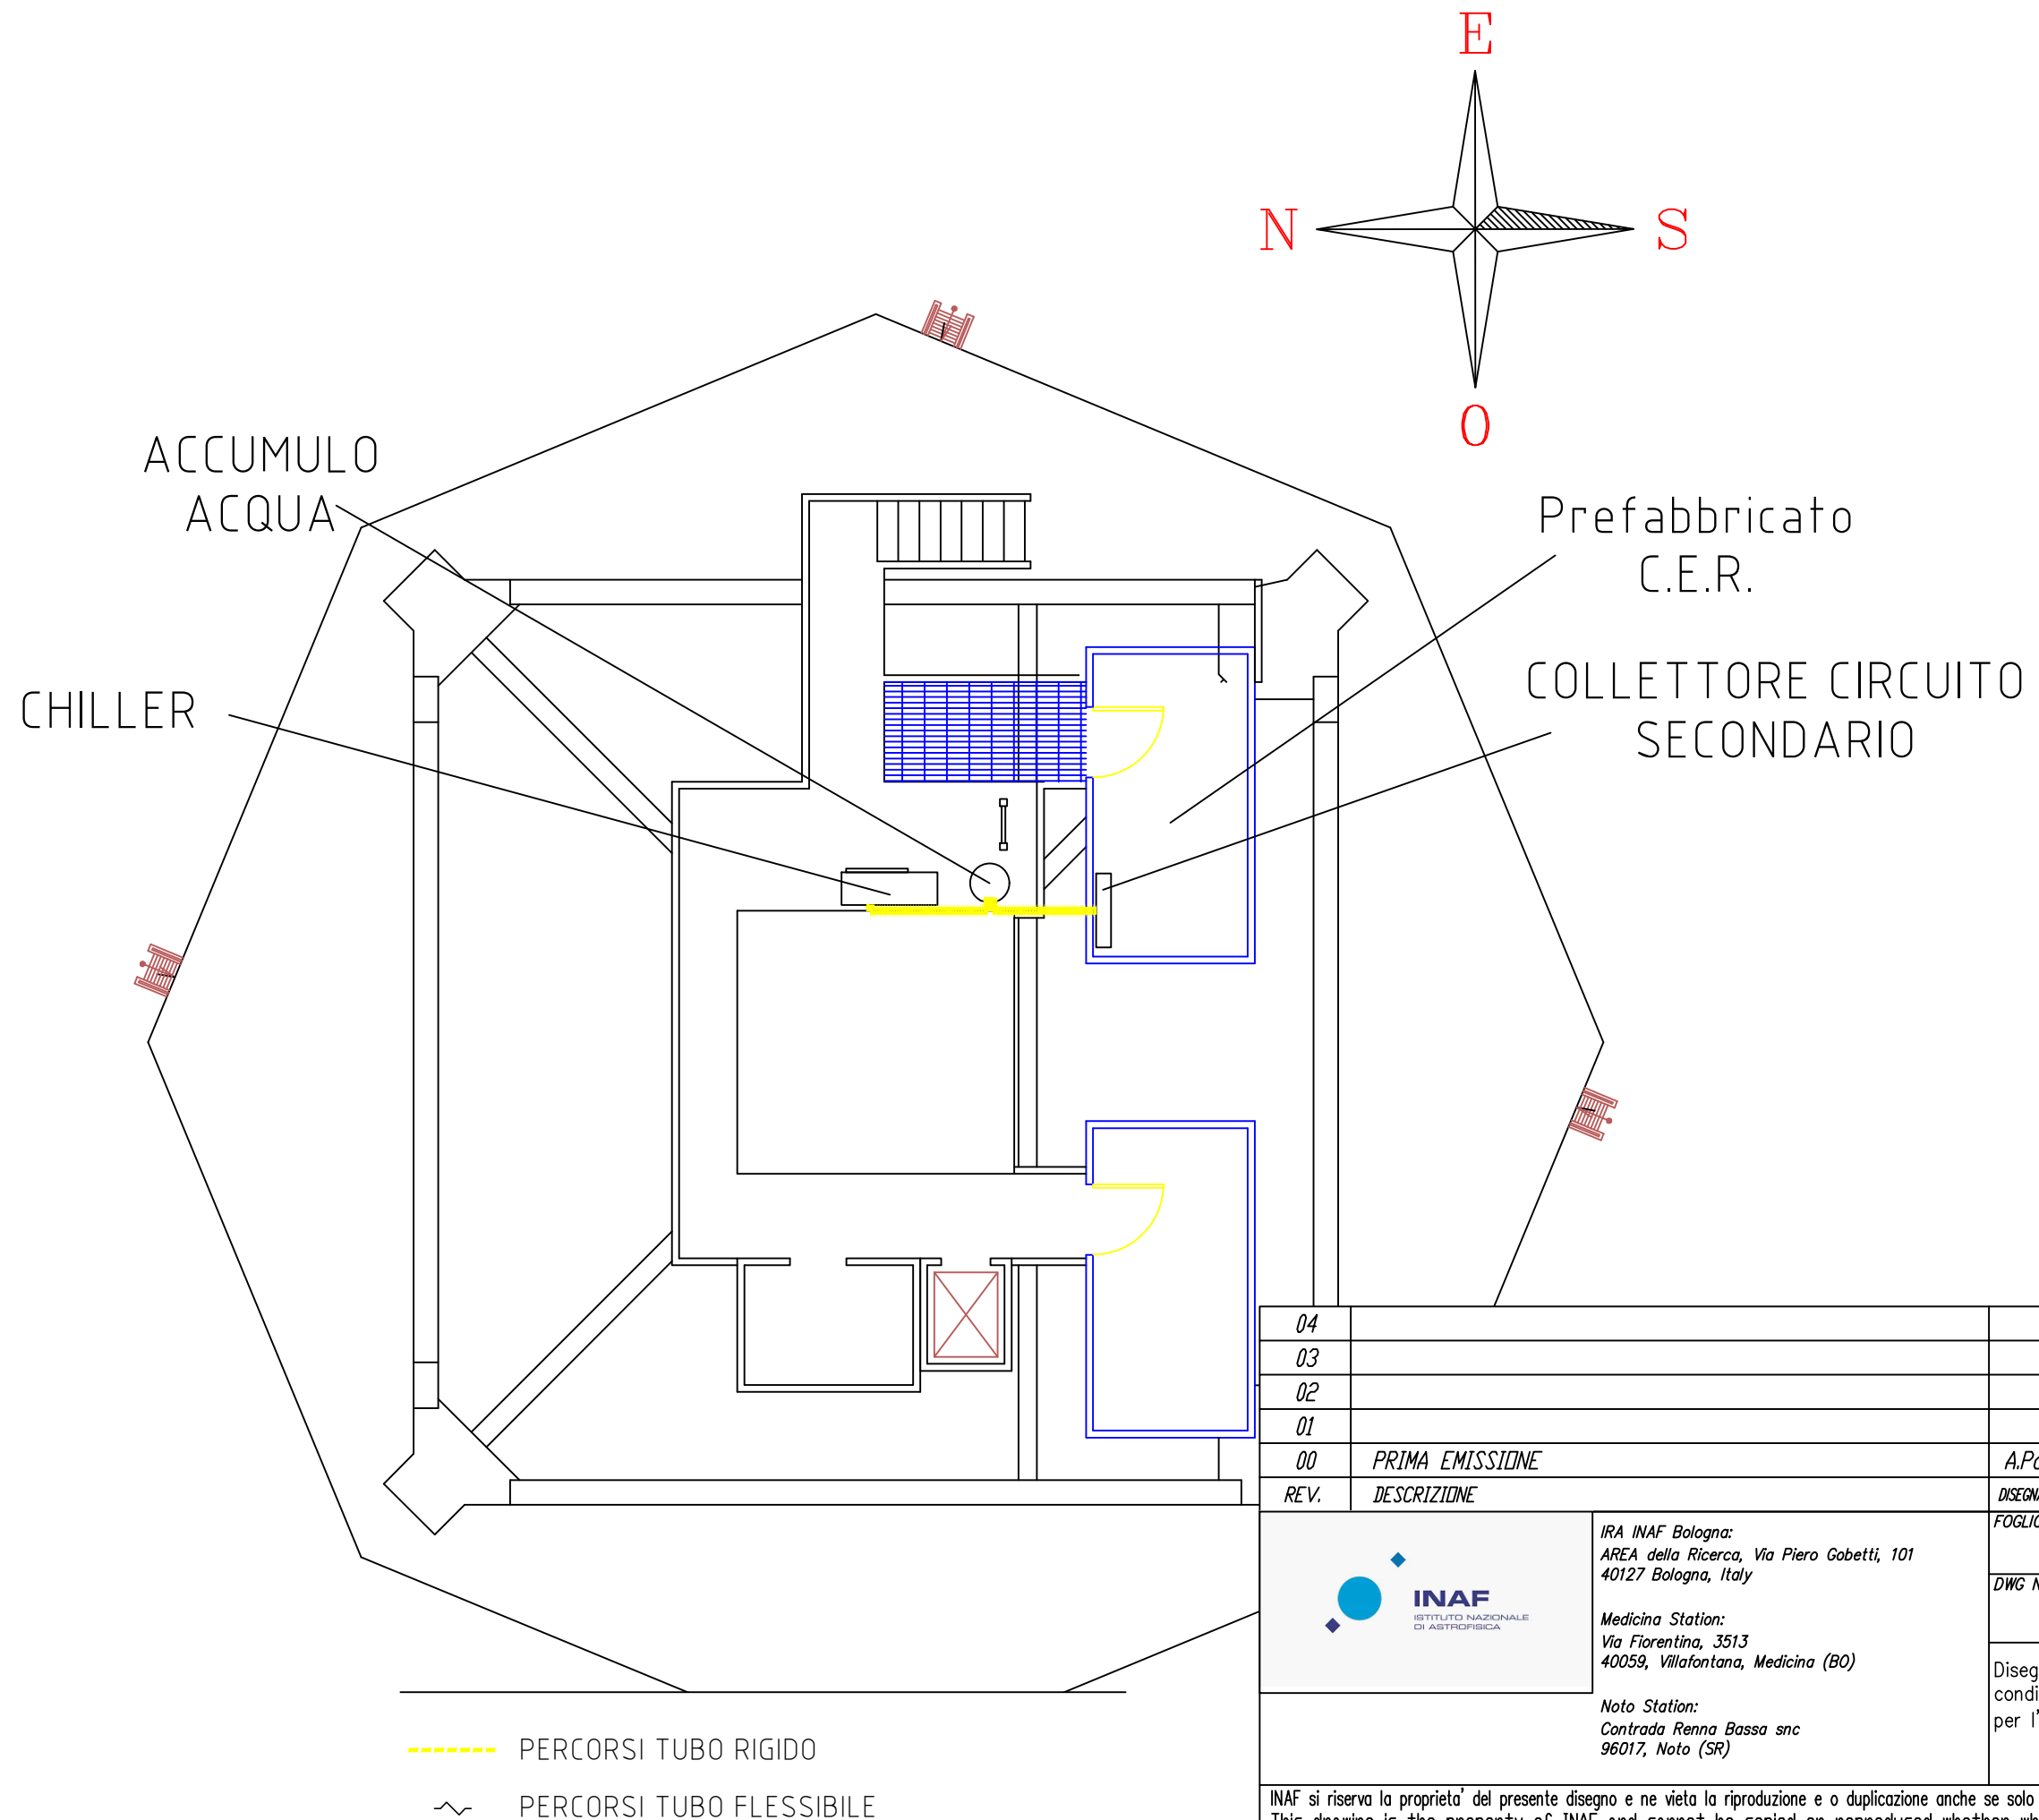 E
N
S
O
ACCUMULO
ACQUA
Prefabbricato
C.E.R.
CHILLER
COLLETTORE CIRCUITO
SECONDARIO
04
03
02
01
00 PRIMA EMISSIONE
REV. DESCRIZIONE
IRA INAF Bologna:
AREA della Ricerca, Via Piero Gobetti, 101
40127 Bologna, Italy
Medicina Station:
Via Fiorentina, 3513
40059, Villafontana, Medicina (BO)
Noto Station:
Contrada Renna Bassa snc
96017, Noto (SR)
INAF
ISTITUTO NAZIONALE
DI ASTROFISICA
DWG
condi
per l'
PERCORSI TUBO RIGIDO
PERCORSI TUBO FLESSIBILE
INAF si riserva la proprieta' del presente disegno e ne vieta la riproduzione e o duplicazione anche se solo